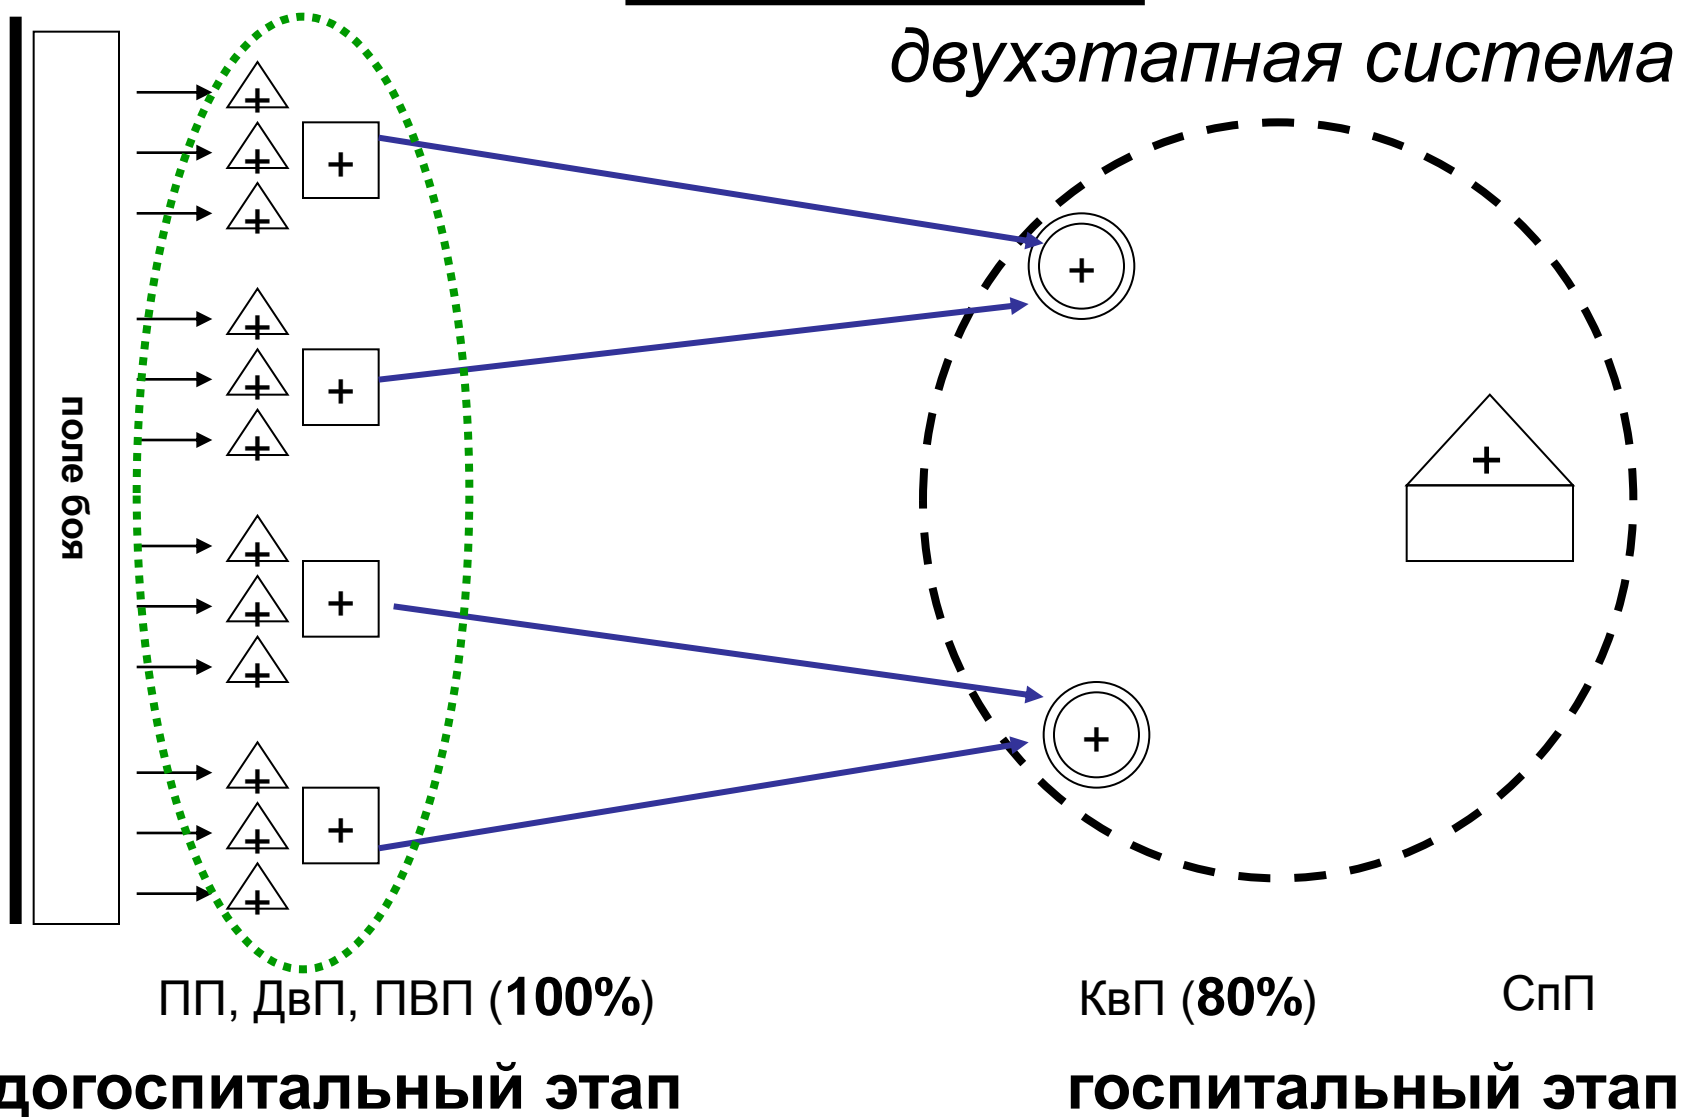 двухэтапная система
поле боя
ПП, ДвП, ПВП (100%)
КвП (80%)
СпП
догоспитальный этап
госпитальный этап